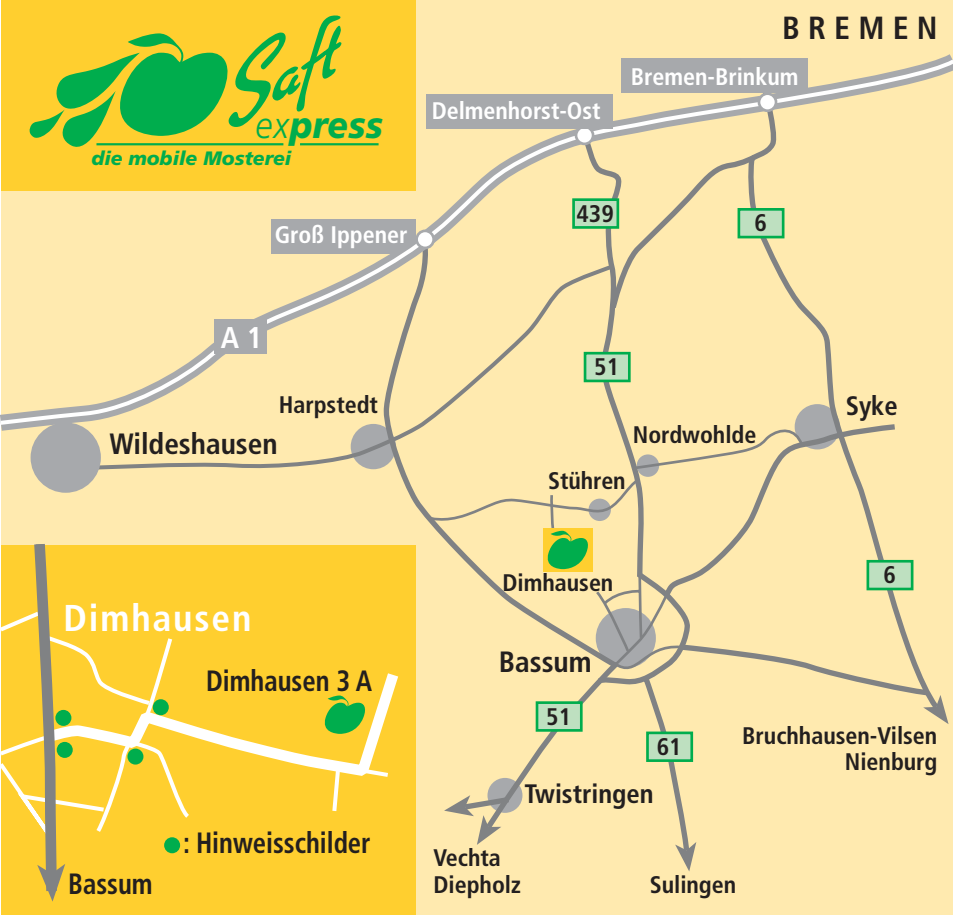 Saft
express
die mobile Mosterei
BREMEN
Bremen-Brinkum
Delmenhorst-Ost
439
6
Groß Ippener
A 1
51
Harpstedt
Syke
Wildeshausen
Nordwohlde
Stühren
6
Dimhausen
Bassum
51
61
Bruchhausen-Vilsen
Nienburg
Twistringen
Vechta
Diepholz
Sulingen
Dimhausen
Dimhausen 3 A
: Hinweisschilder
Bassum